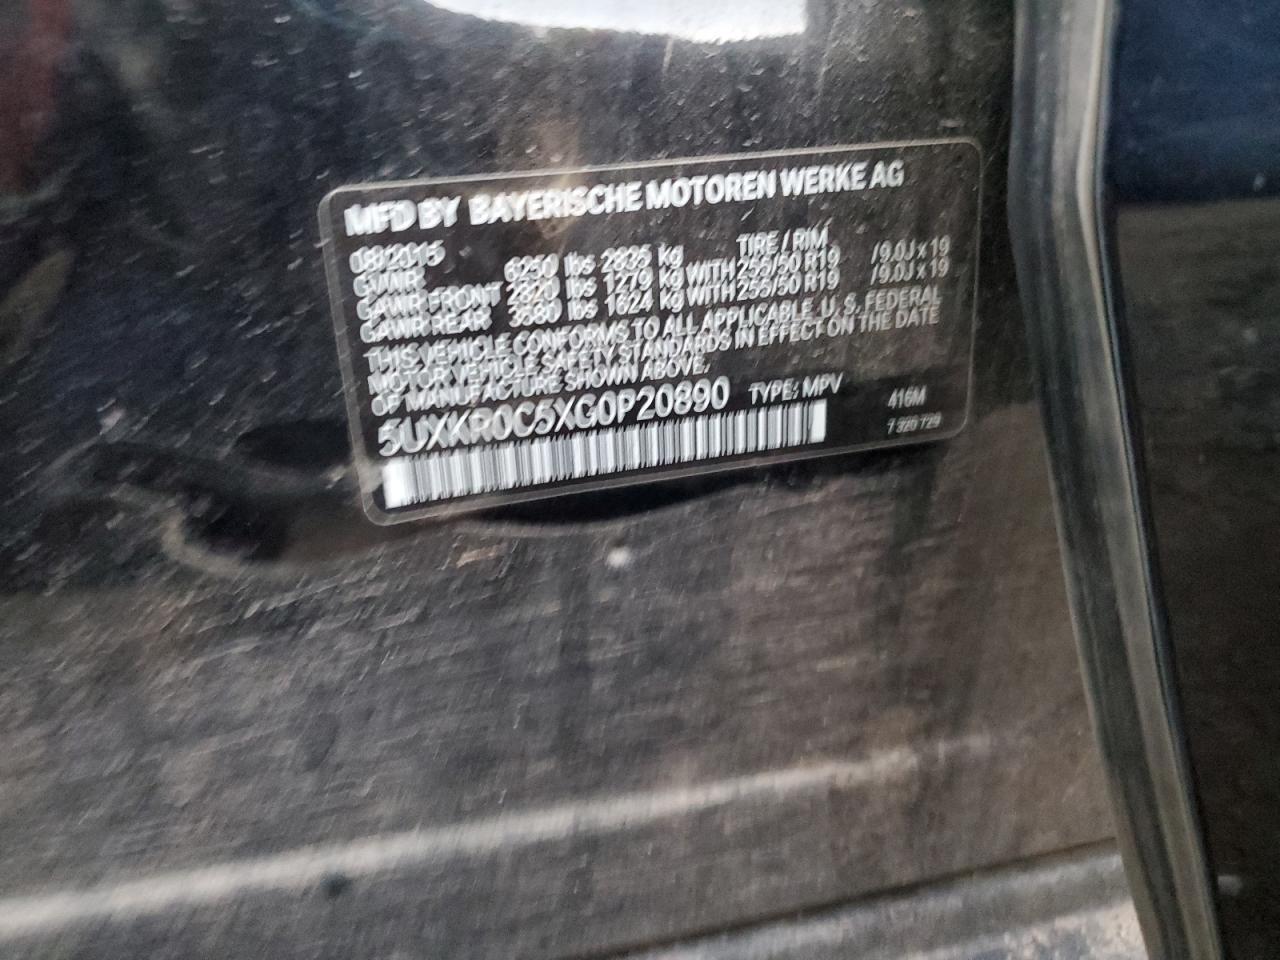 MFD BY BAYERISCHE MOTOREN WERKE AG
08/2015 TIRE / RIM
GVWR 6250 lbs 2835 kg
GAWR FRONT 2820 lbs 1279 kg WITH 255/50 R19 / 9.0J x 19
GAWR REAR 3580 lbs 1624 kg WITH 255/50 R19 / 9.0J x 19
THIS VEHICLE CONFORMS TO ALL APPLICABLE U. S. FEDERAL
MOTOR VEHICLE SAFETY STANDARDS IN EFFECT ON THE DATE
OF MANUFACTURE SHOWN ABOVE.
5UXKR0C5XG0P20890 TYPE: MPV 416M
7 320 729